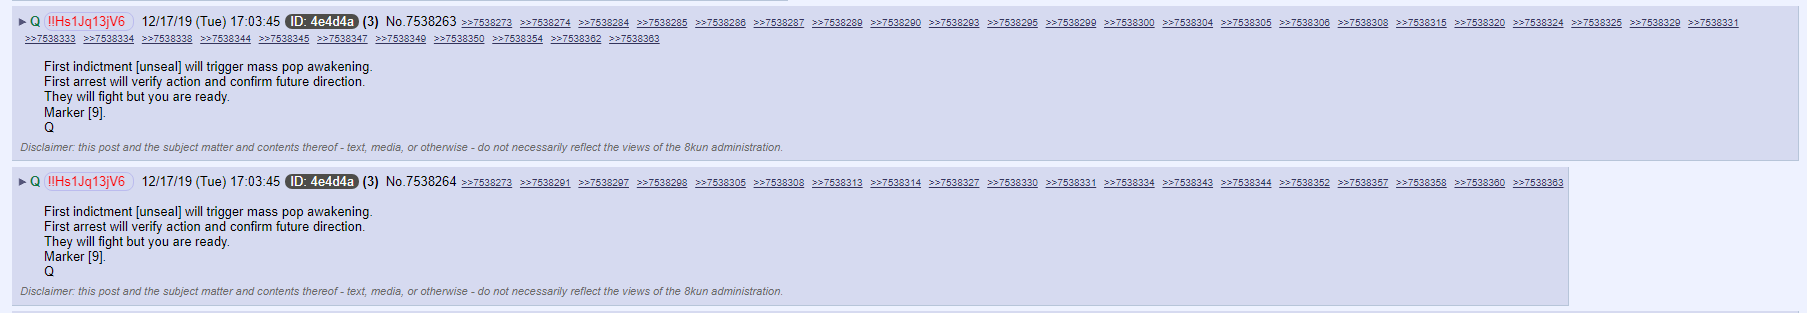 ▶ Q !!Hs1Jq13jV6 12/17/19 (Tue) 17:03:45 ID: 4e4d4a (3) No.7538263 >>7538273 >>7538274 >>7538284 >>7538285 >>7538286 >>7538287 >>7538289 >>7538290 >>7538293 >>7538295 >>7538299 >>7538300 >>7538304 >>7538305 >>7538306 >>7538308 >>7538315 >>7538320 >>7538324 >>7538325 >>7538329 >>7538331
>>7538333 >>7538334 >>7538338 >>7538344 >>7538345 >>7538347 >>7538349 >>7538350 >>7538354 >>7538362 >>7538363
First indictment [unseal] will trigger mass pop awakening.
First arrest will verify action and confirm future direction.
They will fight but you are ready.
Marker [9].
Q
Disclaimer: this post and the subject matter and contents thereof - text, media, or otherwise - do not necessarily reflect the views of the 8kun administration.
▶ Q !!Hs1Jq13jV6 12/17/19 (Tue) 17:03:45 ID: 4e4d4a (3) No.7538264 >>7538273 >>7538291 >>7538297 >>7538298 >>7538305 >>7538308 >>7538313 >>7538314 >>7538327 >>7538330 >>7538331 >>7538334 >>7538343 >>7538344 >>7538352 >>7538357 >>7538358 >>7538360 >>7538363
First indictment [unseal] will trigger mass pop awakening.
First arrest will verify action and confirm future direction.
They will fight but you are ready.
Marker [9].
Q
Disclaimer: this post and the subject matter and contents thereof - text, media, or otherwise - do not necessarily reflect the views of the 8kun administration.